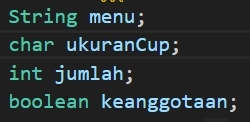 String menu;
char ukuranCup;
int jumlah;
boolean keanggotaan;